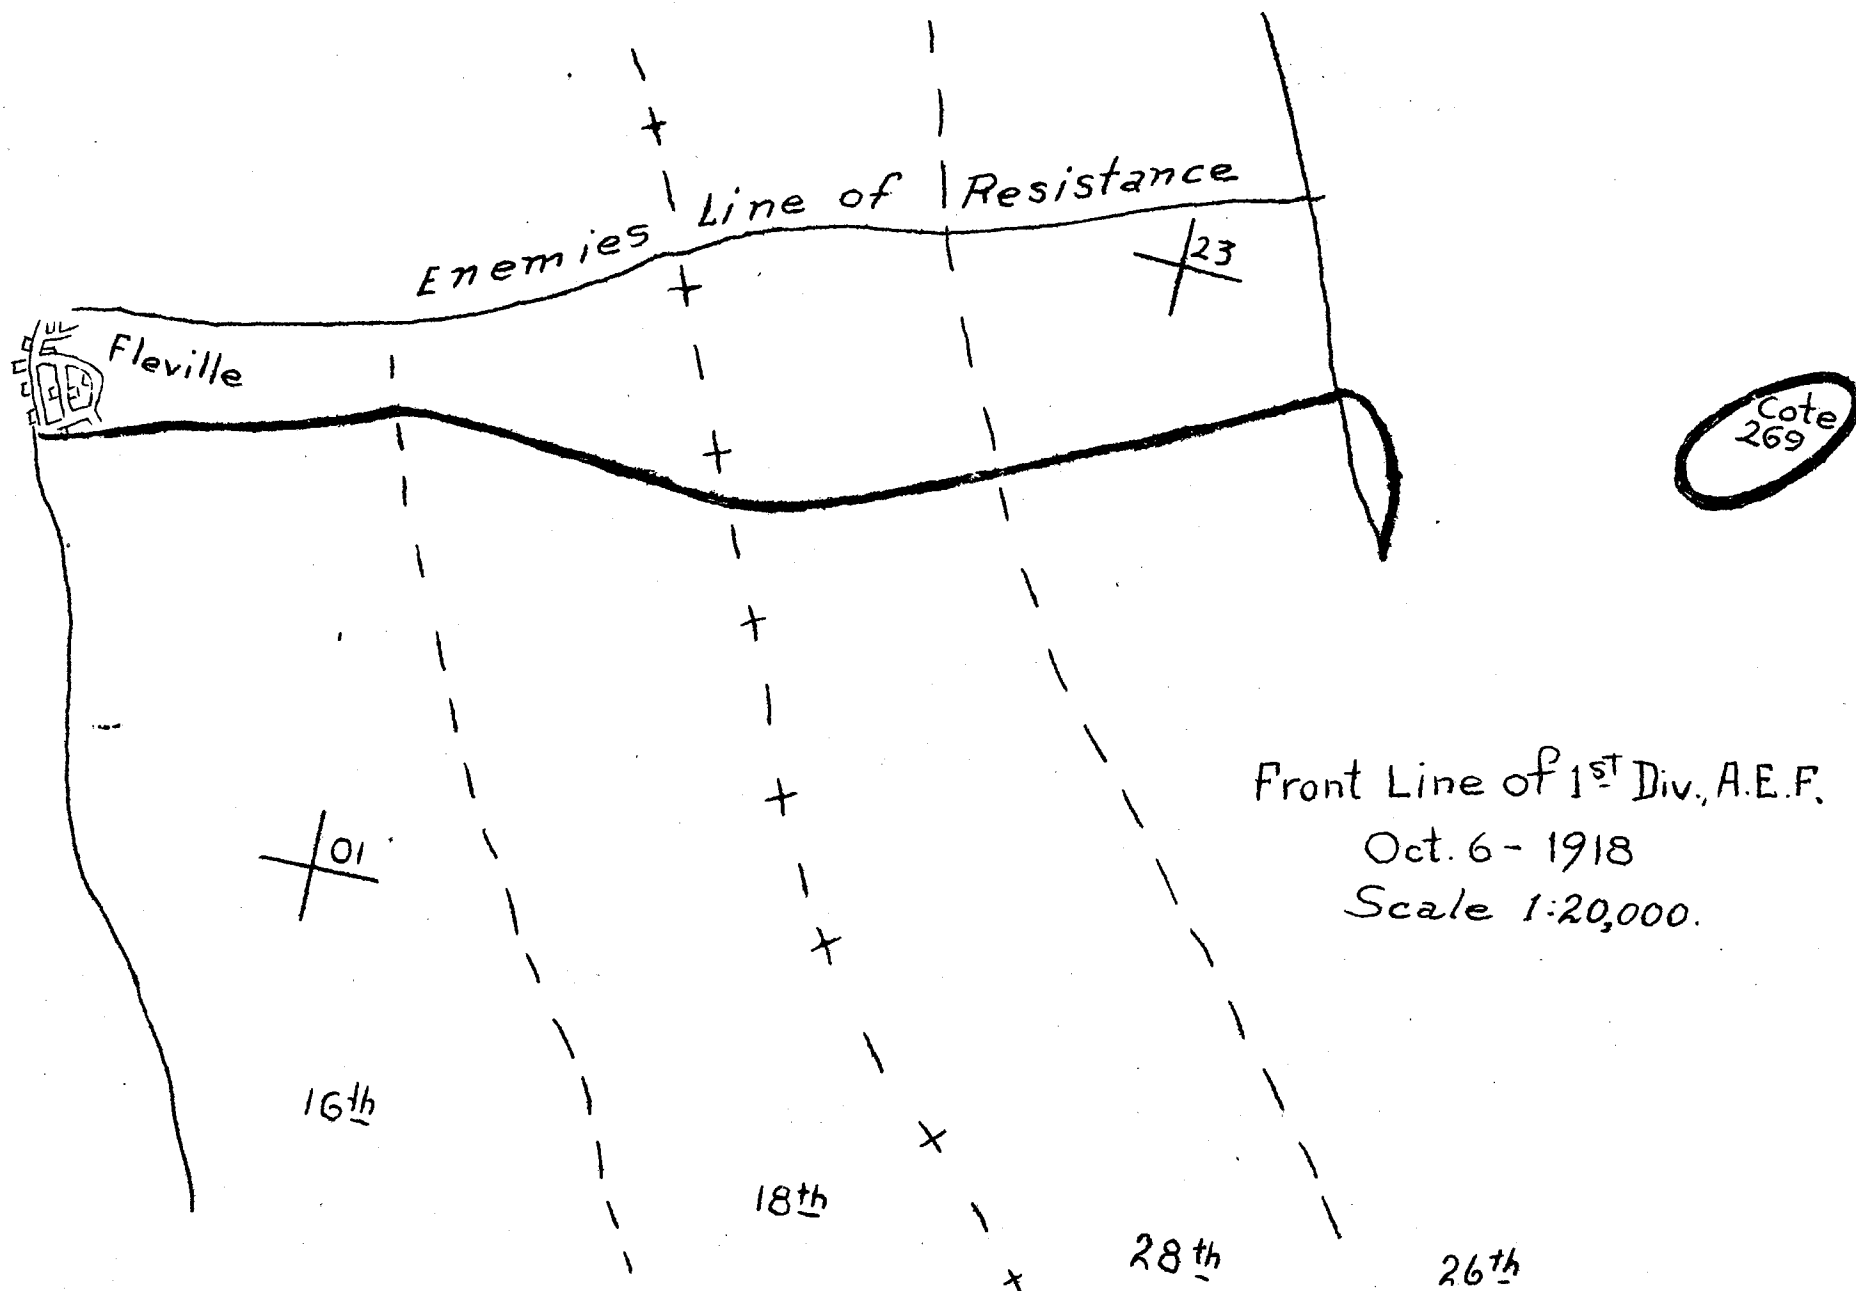 Enemies Line of Resistance
23
Fleville
Cote
269
Front Line of 1st Div., A.E.F.
Oct. 6 - 1918
Scale 1:20,000.
01
16th
18th
28th
26th